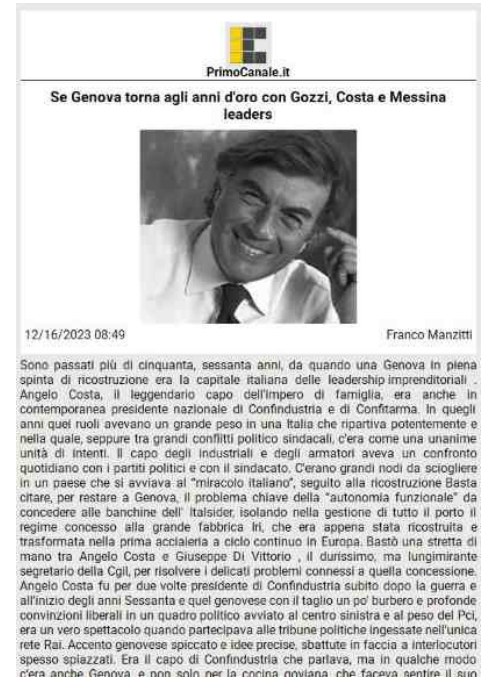 PrimoCanale.it
Se Genova torna agli anni d'oro con Gozzi, Costa e Messina
leaders
12/16/2023 08:49
Franco Manzitti
Sono passati più di cinquanta, sessanta anni, da quando una Genova in piena
spinta di ricostruzione era la capitale italiana delle leadership imprenditoriali .
Angelo Costa, il leggendario capo dell'impero di famiglia, era anche in
contemporanea presidente nazionale di Confindustria e di Confitarma. In quegli
anni quei ruoli avevano un grande peso in una Italia che ripartiva potentemente e
nella quale, seppure tra grandi conflitti politico sindacali, c'era come una unanime
unità di intenti. Il capo degli industriali e degli armatori aveva un confronto
quotidiano con i partiti politici e con il sindacato. C'erano grandi nodi da sciogliere
in un paese che si avviava al "miracolo italiano", seguito alla ricostruzione Basta
citare, per restare a Genova, il problema chiave della "autonomia funzionale" da
concedere alle banchine dell' Italsider, isolando nella gestione di tutto il porto il
regime concesso alla grande fabbrica Iri, che era appena stata ricostruita e
trasformata nella prima acciaieria a ciclo continuo in Europa. Bastò una stretta di
mano tra Angelo Costa e Giuseppe Di Vittorio , il durissimo, ma lungimirante
segretario della Cgil, per risolvere i delicati problemi connessi a quella concessione.
Angelo Costa fu per due volte presidente di Confindustria subito dopo la guerra e
all'inizio degli anni Sessanta e quel genovese con il taglio un po' burbero e profonde
convinzioni liberali in un quadro politico avviato al centro sinistra e al peso del Pci,
era un vero spettacolo quando partecipava alle tribune politiche ingessate nell'unica
rete Rai. Accento genovese spiccato e idee precise, sbattute in faccia a interlocutori
spesso spiazzati. Era il capo di Confindustria che parlava, ma in qualche modo
c'era anche Genova, e non solo per la cocina goviana, che faceva sentire il suo